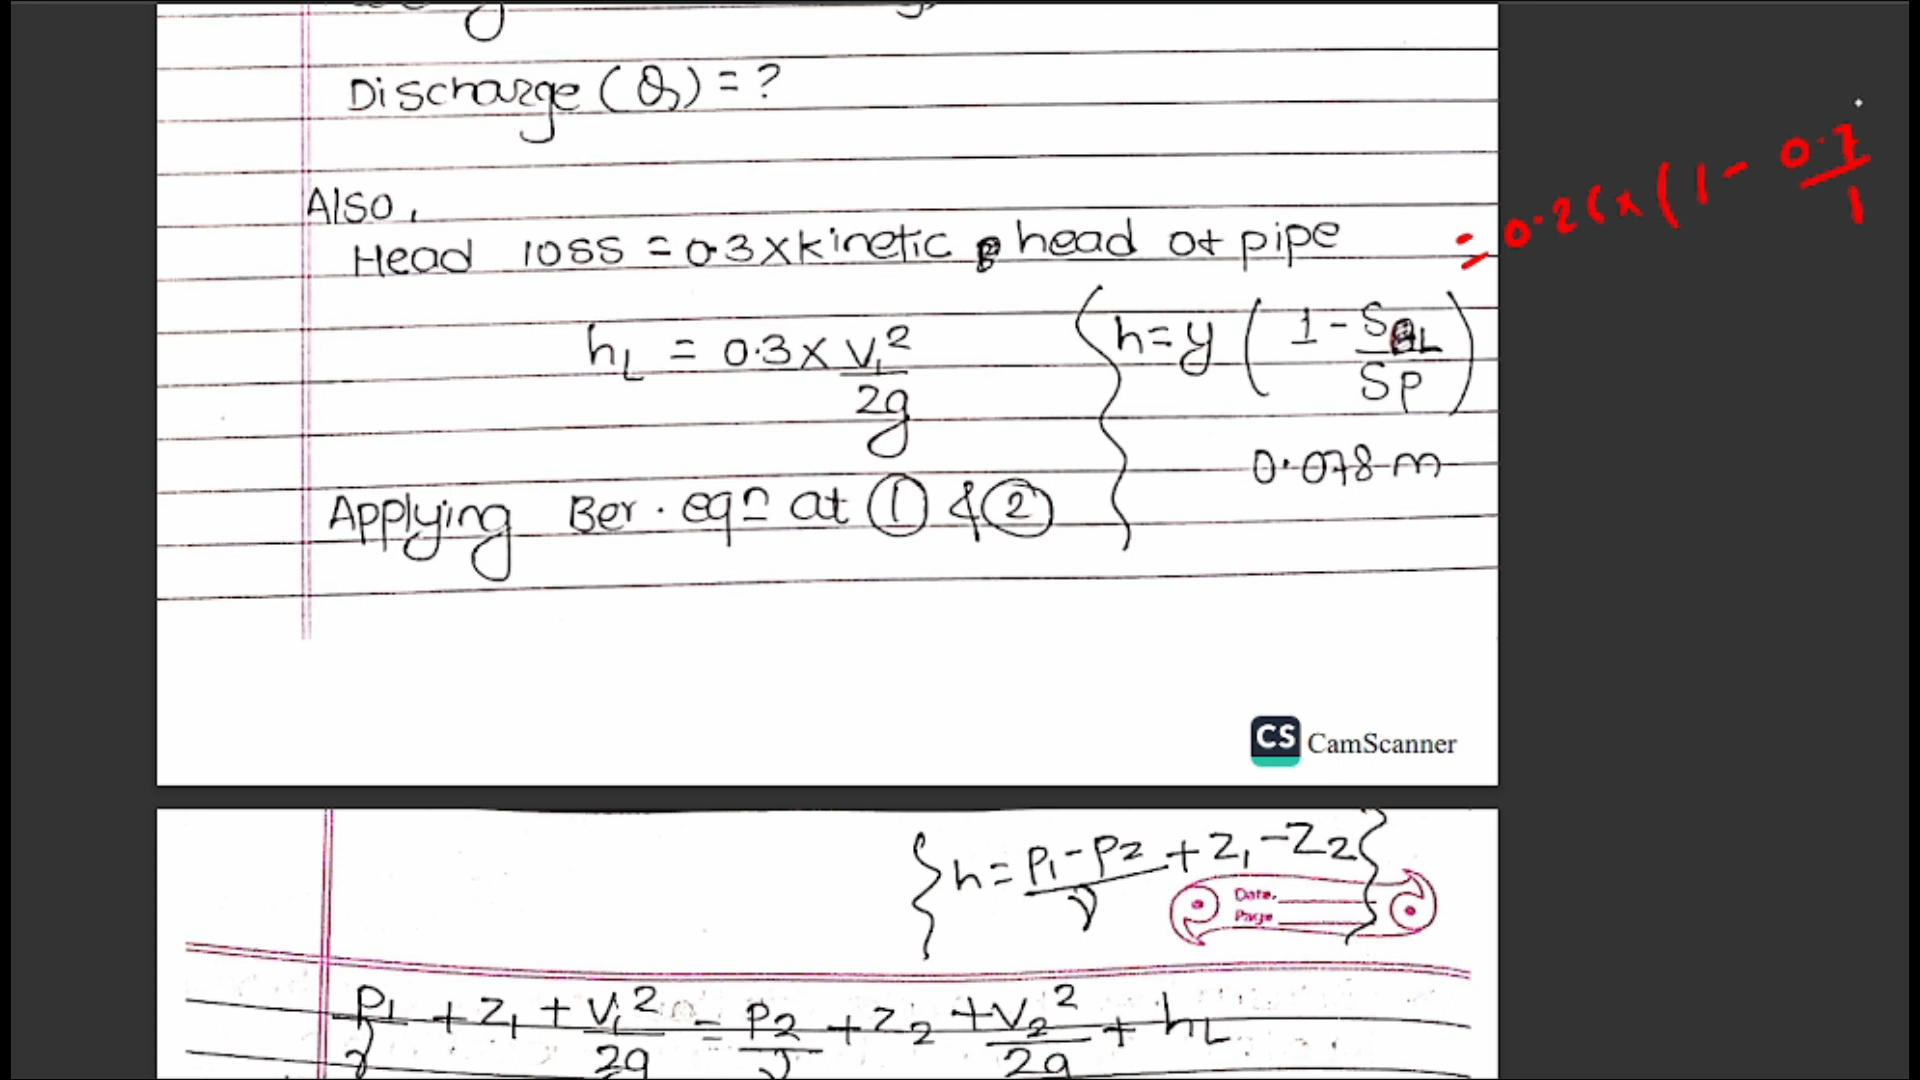 Discharge (Q) = ?
= 0.26 x (1 - 0.7/1
Also,
Head loss = 0.3 x kinetic head of pipe
hL = 0.3 x V₁²/2g
h = y (1 - SL/Sp)
0.078 m
Applying Ber. eqn at ① & ②
CS CamScanner
{h = P₁-P₂/γ + Z₁-Z₂}
Date.
Page
P₁/γ + Z₁ + V₁²/2g = P₂/γ + Z₂ + V₂²/2g + hL